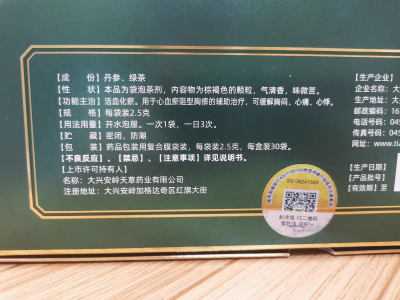 【成　份】丹参、绿茶
【性　状】本品为袋泡茶剂，内容物为棕褐色的颗粒，气清香，味微苦。
【功能主治】活血化瘀。用于心血瘀阻型胸痹的辅助治疗，可缓解胸闷、心痛、心悸。
【规　格】每袋装2.5克
【用法用量】开水泡服。一次1袋，一日3次。
【贮　藏】密闭，防潮
【包　装】药品包装用复合膜袋装，每袋装2.5克，每盒装30袋。
【不良反应】、【禁忌】、【注意事项】详见说明书。
【上市许可持有人】
名　称：大兴安岭天草药业有限公司
注册地址：大兴安岭加格达奇区红旗大街
【生产企业】
企业名称：大
生产地址：大
邮政编码：16
电话号码：045
传真号码：045
【生产日期】
【产品批号】
【有效期】至